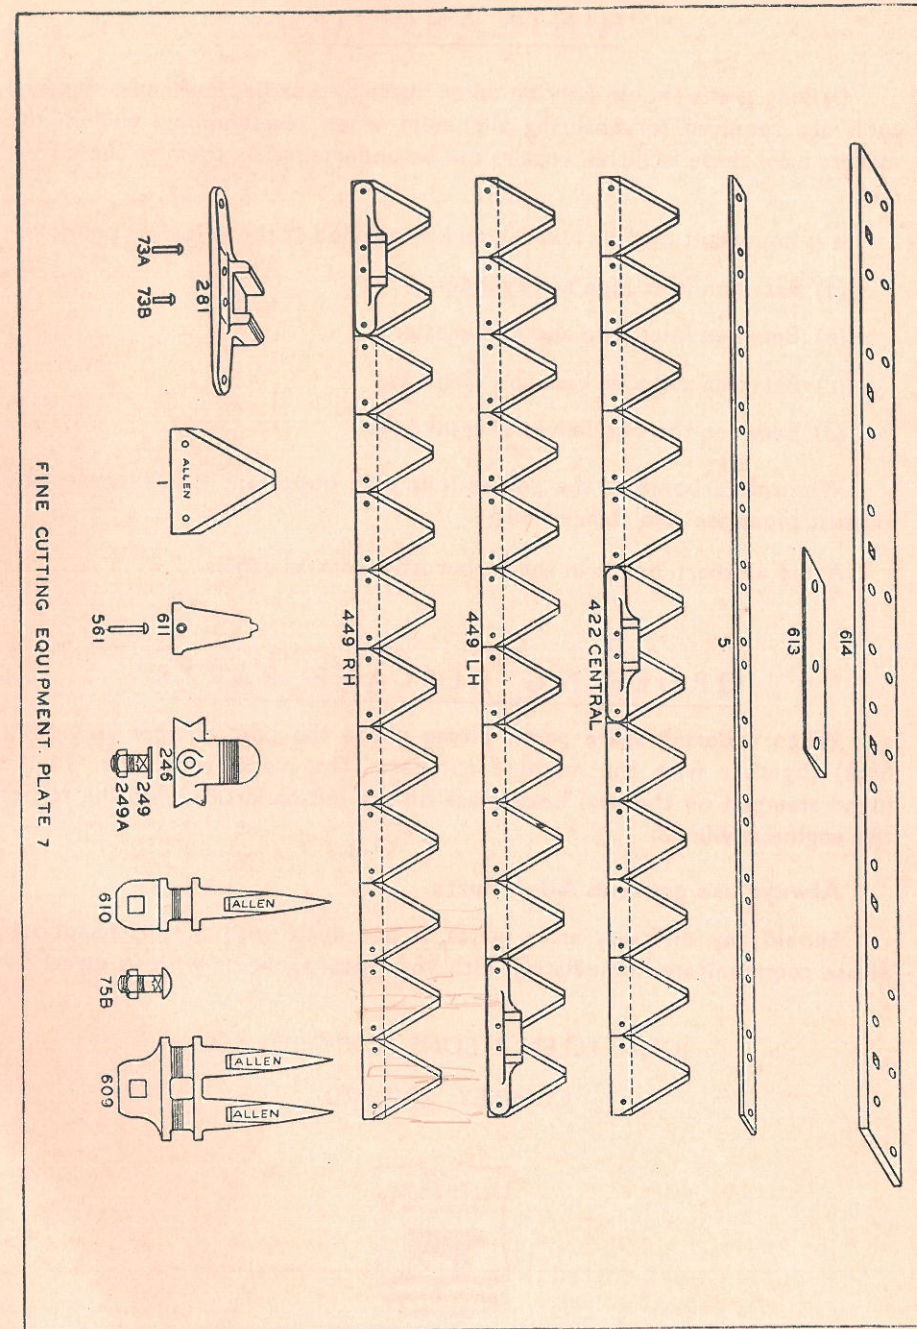 614
613
5
422 CENTRAL
449 LH
449 RH
ALLEN
ALLEN
ALLEN
281
ALLEN
1
611
246
73A
73B
249
249A
561
610
75B
609
FINE CUTTING EQUIPMENT. PLATE 7